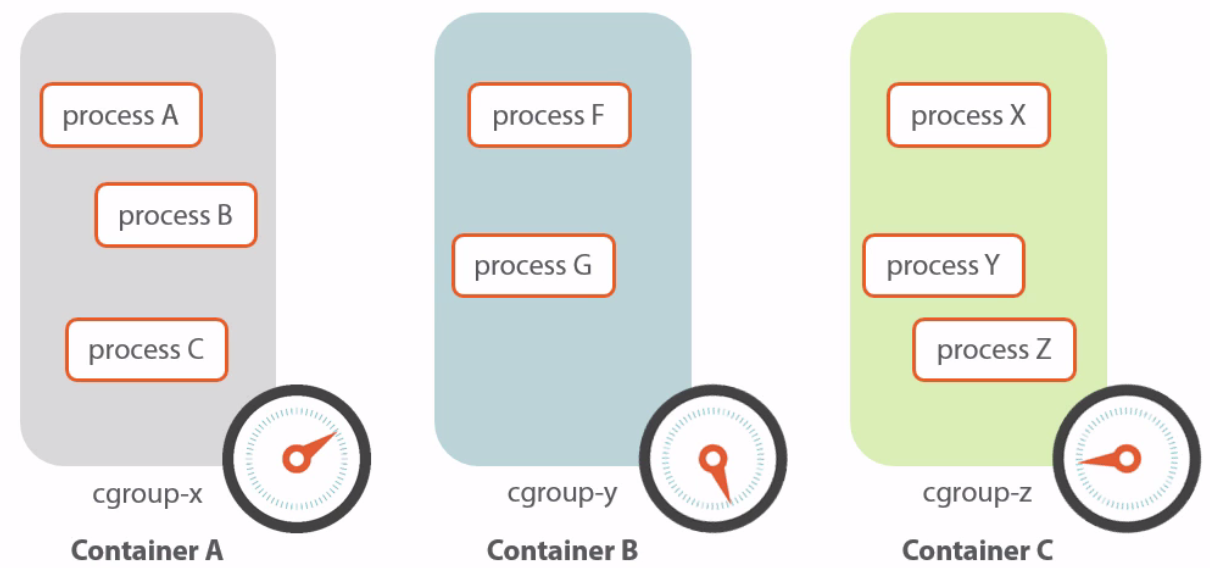 process A
process B
process C
cgroup-x
Container A
process F
process G
cgroup-y
Container B
process X
process Y
process Z
cgroup-z
Container C